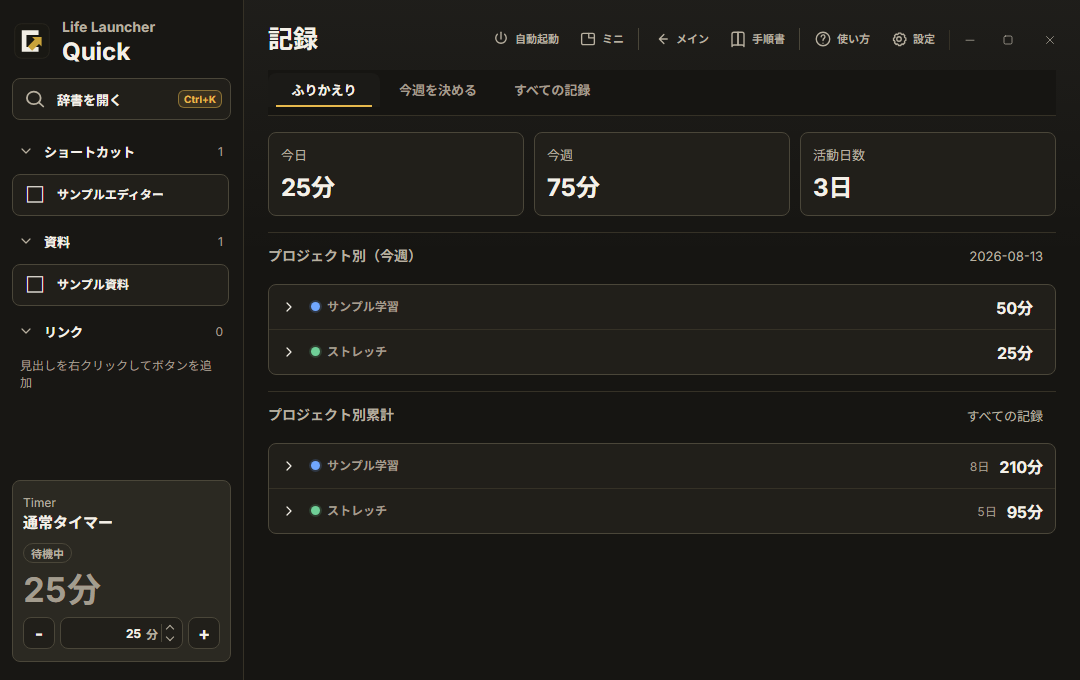 Life Launcher
Quick
辞書を開く Ctrl+K
ショートカット 1
サンプルエディター
資料 1
サンプル資料
リンク 0
見出しを右クリックしてボタンを追
加
Timer
通常タイマー
待機中
25分
- 25 分 +
記録
自動起動 ミニ メイン 手順書 使い方 設定
ふりかえり 今週を決める すべての記録
今日 今週 活動日数
25分 75分 3日
プロジェクト別（今週） 2026-08-13
サンプル学習 50分
ストレッチ 25分
プロジェクト別累計 すべての記録
サンプル学習 8日 210分
ストレッチ 5日 95分